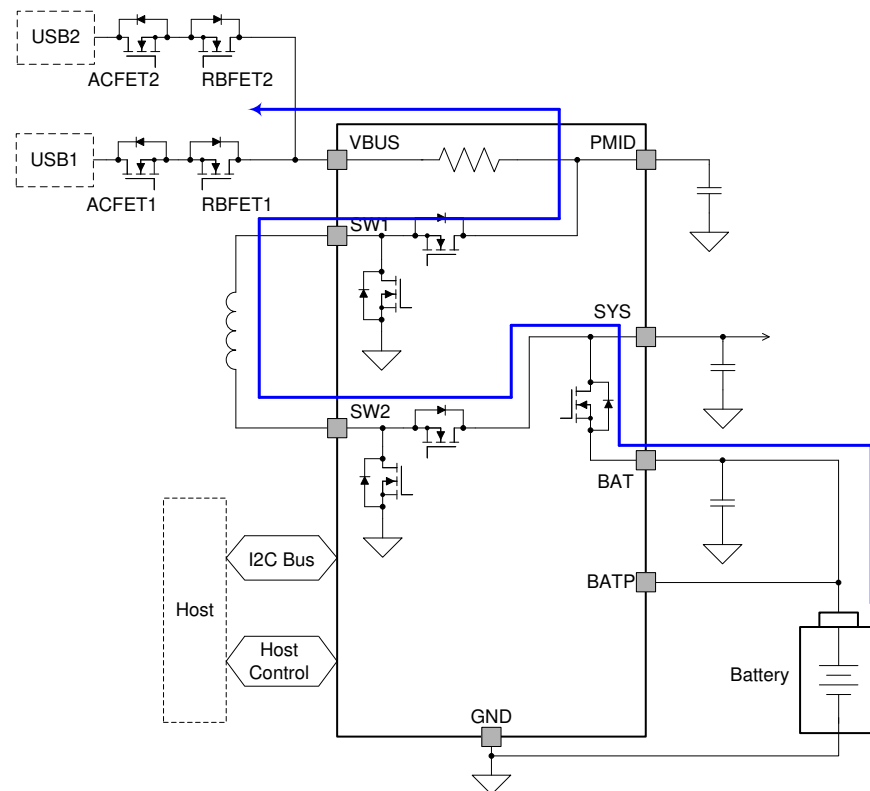 USB2
ACFET2
RBFET2
USB1
ACFET1
RBFET1
VBUS
PMID
SW1
SYS
SW2
BAT
I2C Bus
BATP
Host
Host
Control
Battery
GND